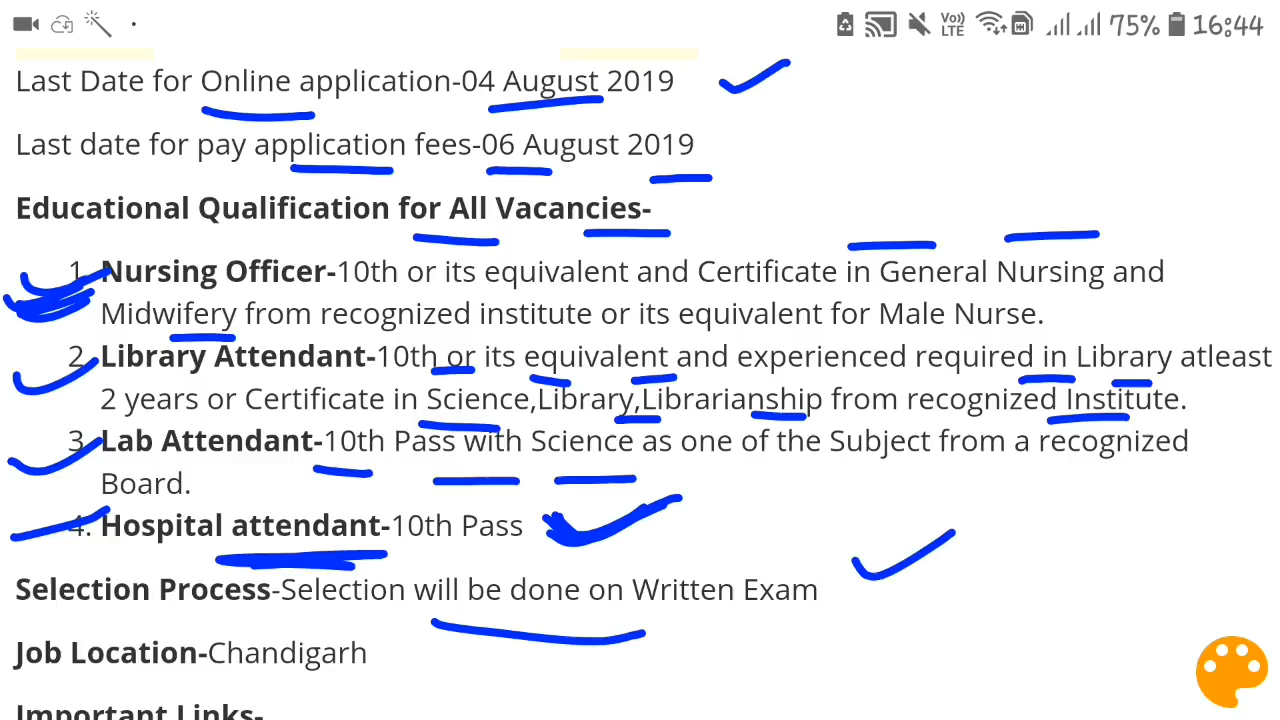 Vo)) LTE 75% 16:44
Last Date for Online application-04 August 2019
Last date for pay application fees-06 August 2019
Educational Qualification for All Vacancies-
1. Nursing Officer-10th or its equivalent and Certificate in General Nursing and
Midwifery from recognized institute or its equivalent for Male Nurse.
2. Library Attendant-10th or its equivalent and experienced required in Library atleast
2 years or Certificate in Science,Library,Librarianship from recognized Institute.
3. Lab Attendant-10th Pass with Science as one of the Subject from a recognized
Board.
4. Hospital attendant-10th Pass
Selection Process-Selection will be done on Written Exam
Job Location-Chandigarh
Important Links-